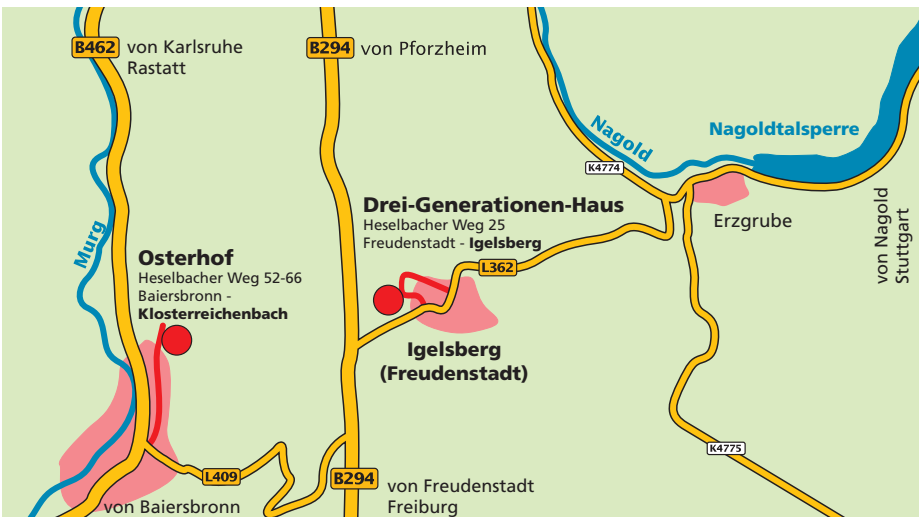 B462
von Karlsruhe
Rastatt
B294
von Pforzheim
Nagold
Nagoldtalsperre
K4774
Drei-Generationen-Haus
Heselbacher Weg 25
Freudenstadt - Igelsberg
Erzgrube
von Nagold
Stuttgart
Murg
Osterhof
Heselbacher Weg 52-66
Baiersbronn -
Klosterreichenbach
L362
Igelsberg
(Freudenstadt)
K4775
L409
B294
von Freudenstadt
Freiburg
von Baiersbronn